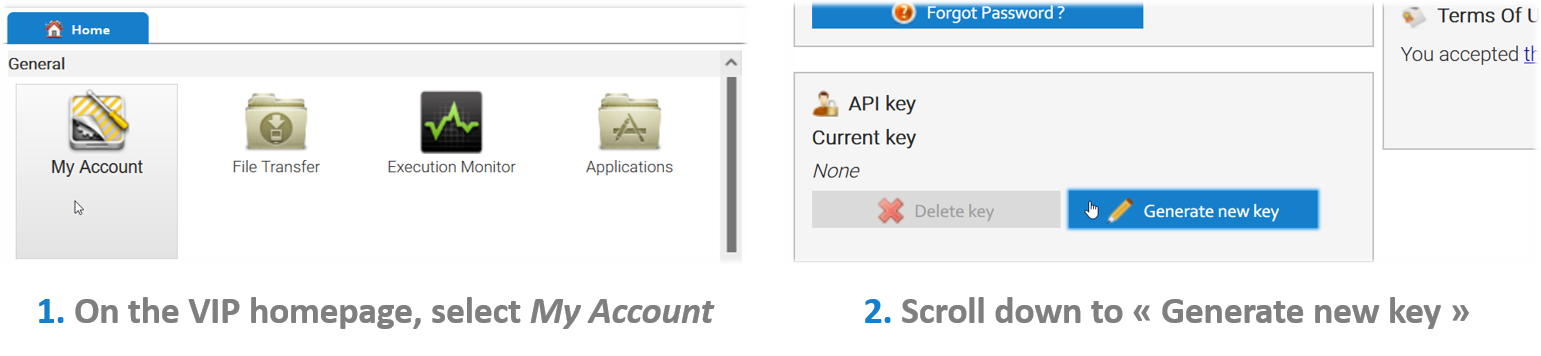 Home
General
My Account
File Transfer
Execution Monitor
Applications
1. On the VIP homepage, select My Account
Forgot Password ?
API key
Current key
None
Delete key
Generate new key
Terms Of U
You accepted th
2. Scroll down to « Generate new key »